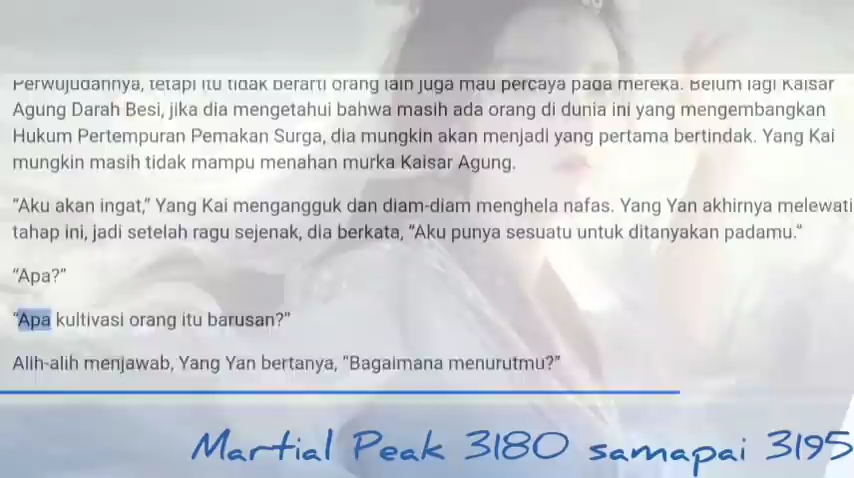 Perwujudannya, tetapi itu tidak berarti orang lain juga mau percaya pada mereka. Belum lagi Kaisar
Agung Darah Besi, jika dia mengetahui bahwa masih ada orang di dunia ini yang mengembangkan
Hukum Pertempuran Pemakan Surga, dia mungkin akan menjadi yang pertama bertindak. Yang Kai
mungkin masih tidak mampu menahan murka Kaisar Agung.
“Aku akan ingat,” Yang Kai mengangguk dan diam-diam menghela nafas. Yang Yan akhirnya melewati
tahap ini, jadi setelah ragu sejenak, dia berkata, “Aku punya sesuatu untuk ditanyakan padamu.”
“Apa?”
“Apa kultivasi orang itu barusan?”
Alih-alih menjawab, Yang Yan bertanya, “Bagaimana menurutmu?”
Martial Peak 3180 samapai 3195